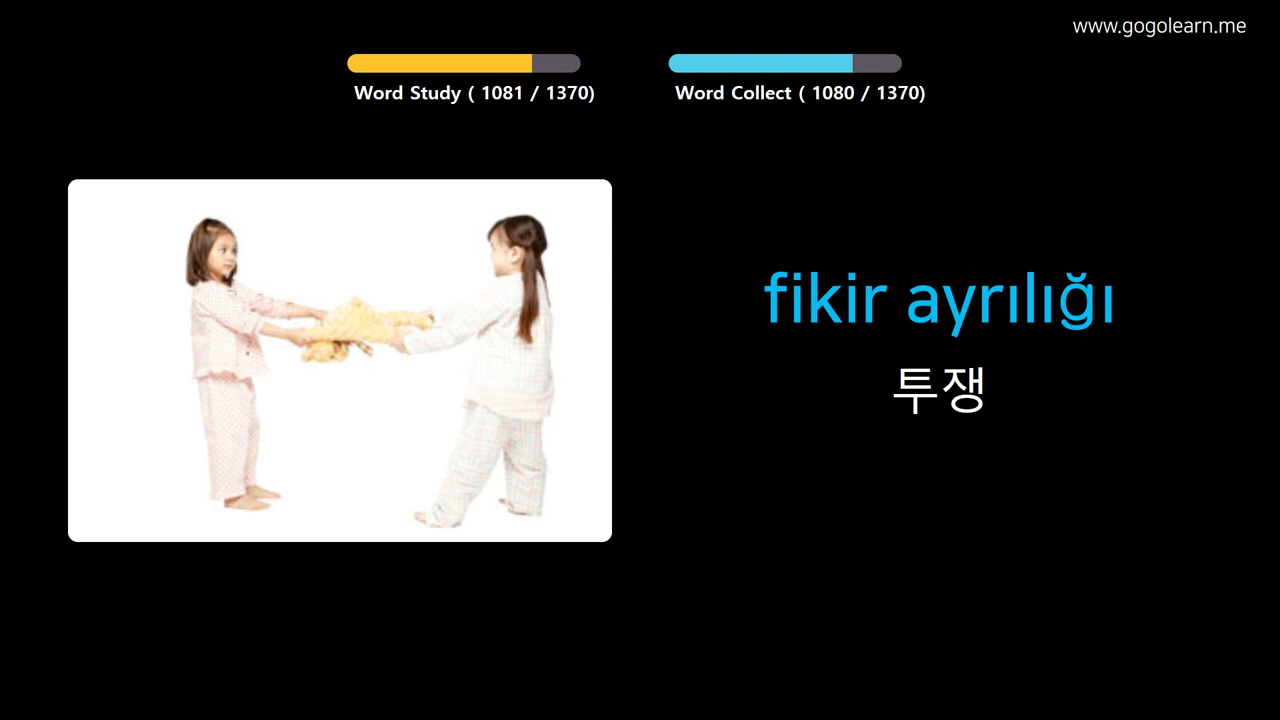 www.gogolearn.me
Word Study ( 1081 / 1370)
Word Collect ( 1080 / 1370)
fikir ayrılığı
투쟁